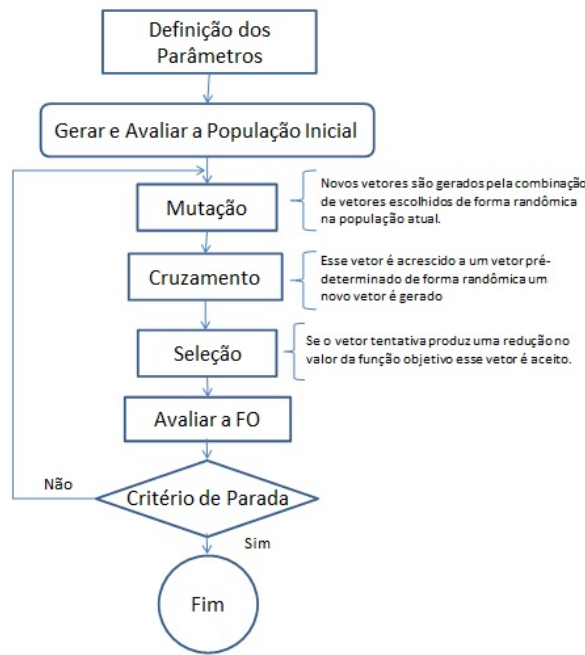 Definição dos
Parâmetros
Gerar e Avaliar a População Inicial
Mutação
Novos vetores são gerados pela combinação
de vetores escolhidos de forma randômica
na população atual.
Cruzamento
Esse vetor é acrescido a um vetor pré-
determinado de forma randômica um
novo vetor é gerado
Seleção
Se o vetor tentativa produz uma redução no
valor da função objetivo esse vetor é aceito.
Avaliar a FO
Não
Critério de Parada
Sim
Fim